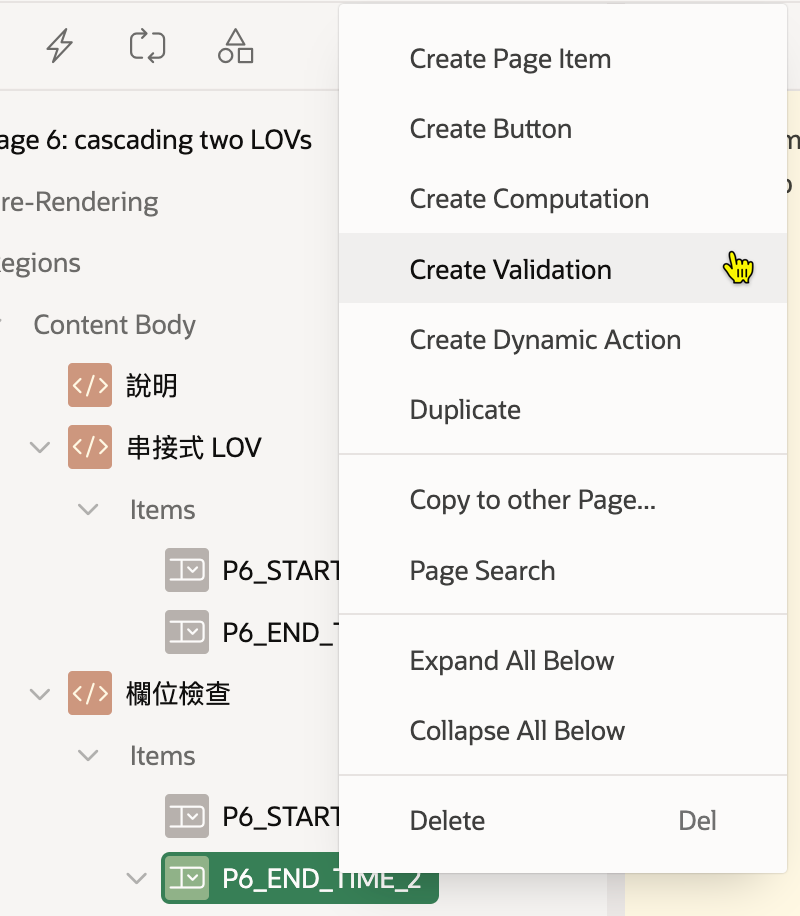 age 6: cascading two LOVs
re-Rendering
egions
Content Body
說明
串接式 LOV
Items
P6_START
P6_END_T
欄位檢查
Items
P6_START
P6_END_TIME_2
Create Page Item
Create Button
Create Computation
Create Validation
Create Dynamic Action
Duplicate
Copy to other Page...
Page Search
Expand All Below
Collapse All Below
Delete Del